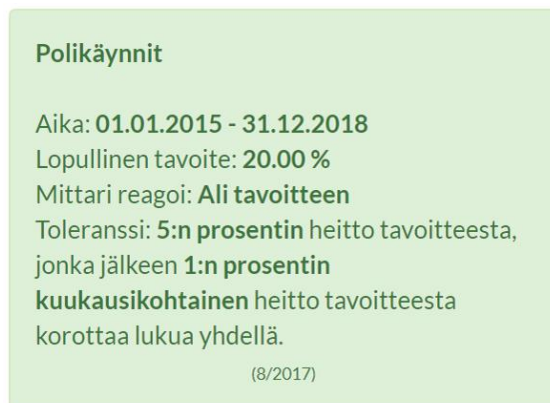 Polikäynnit
Aika: 01.01.2015 - 31.12.2018
Lopullinen tavoite: 20.00 %
Mittari reagoi: Ali tavoitteen
Toleranssi: 5:n prosentin heitto tavoitteesta,
jonka jälkeen 1:n prosentin
kuukausikohtainen heitto tavoitteesta
korottaa lukua yhdellä.
(8/2017)